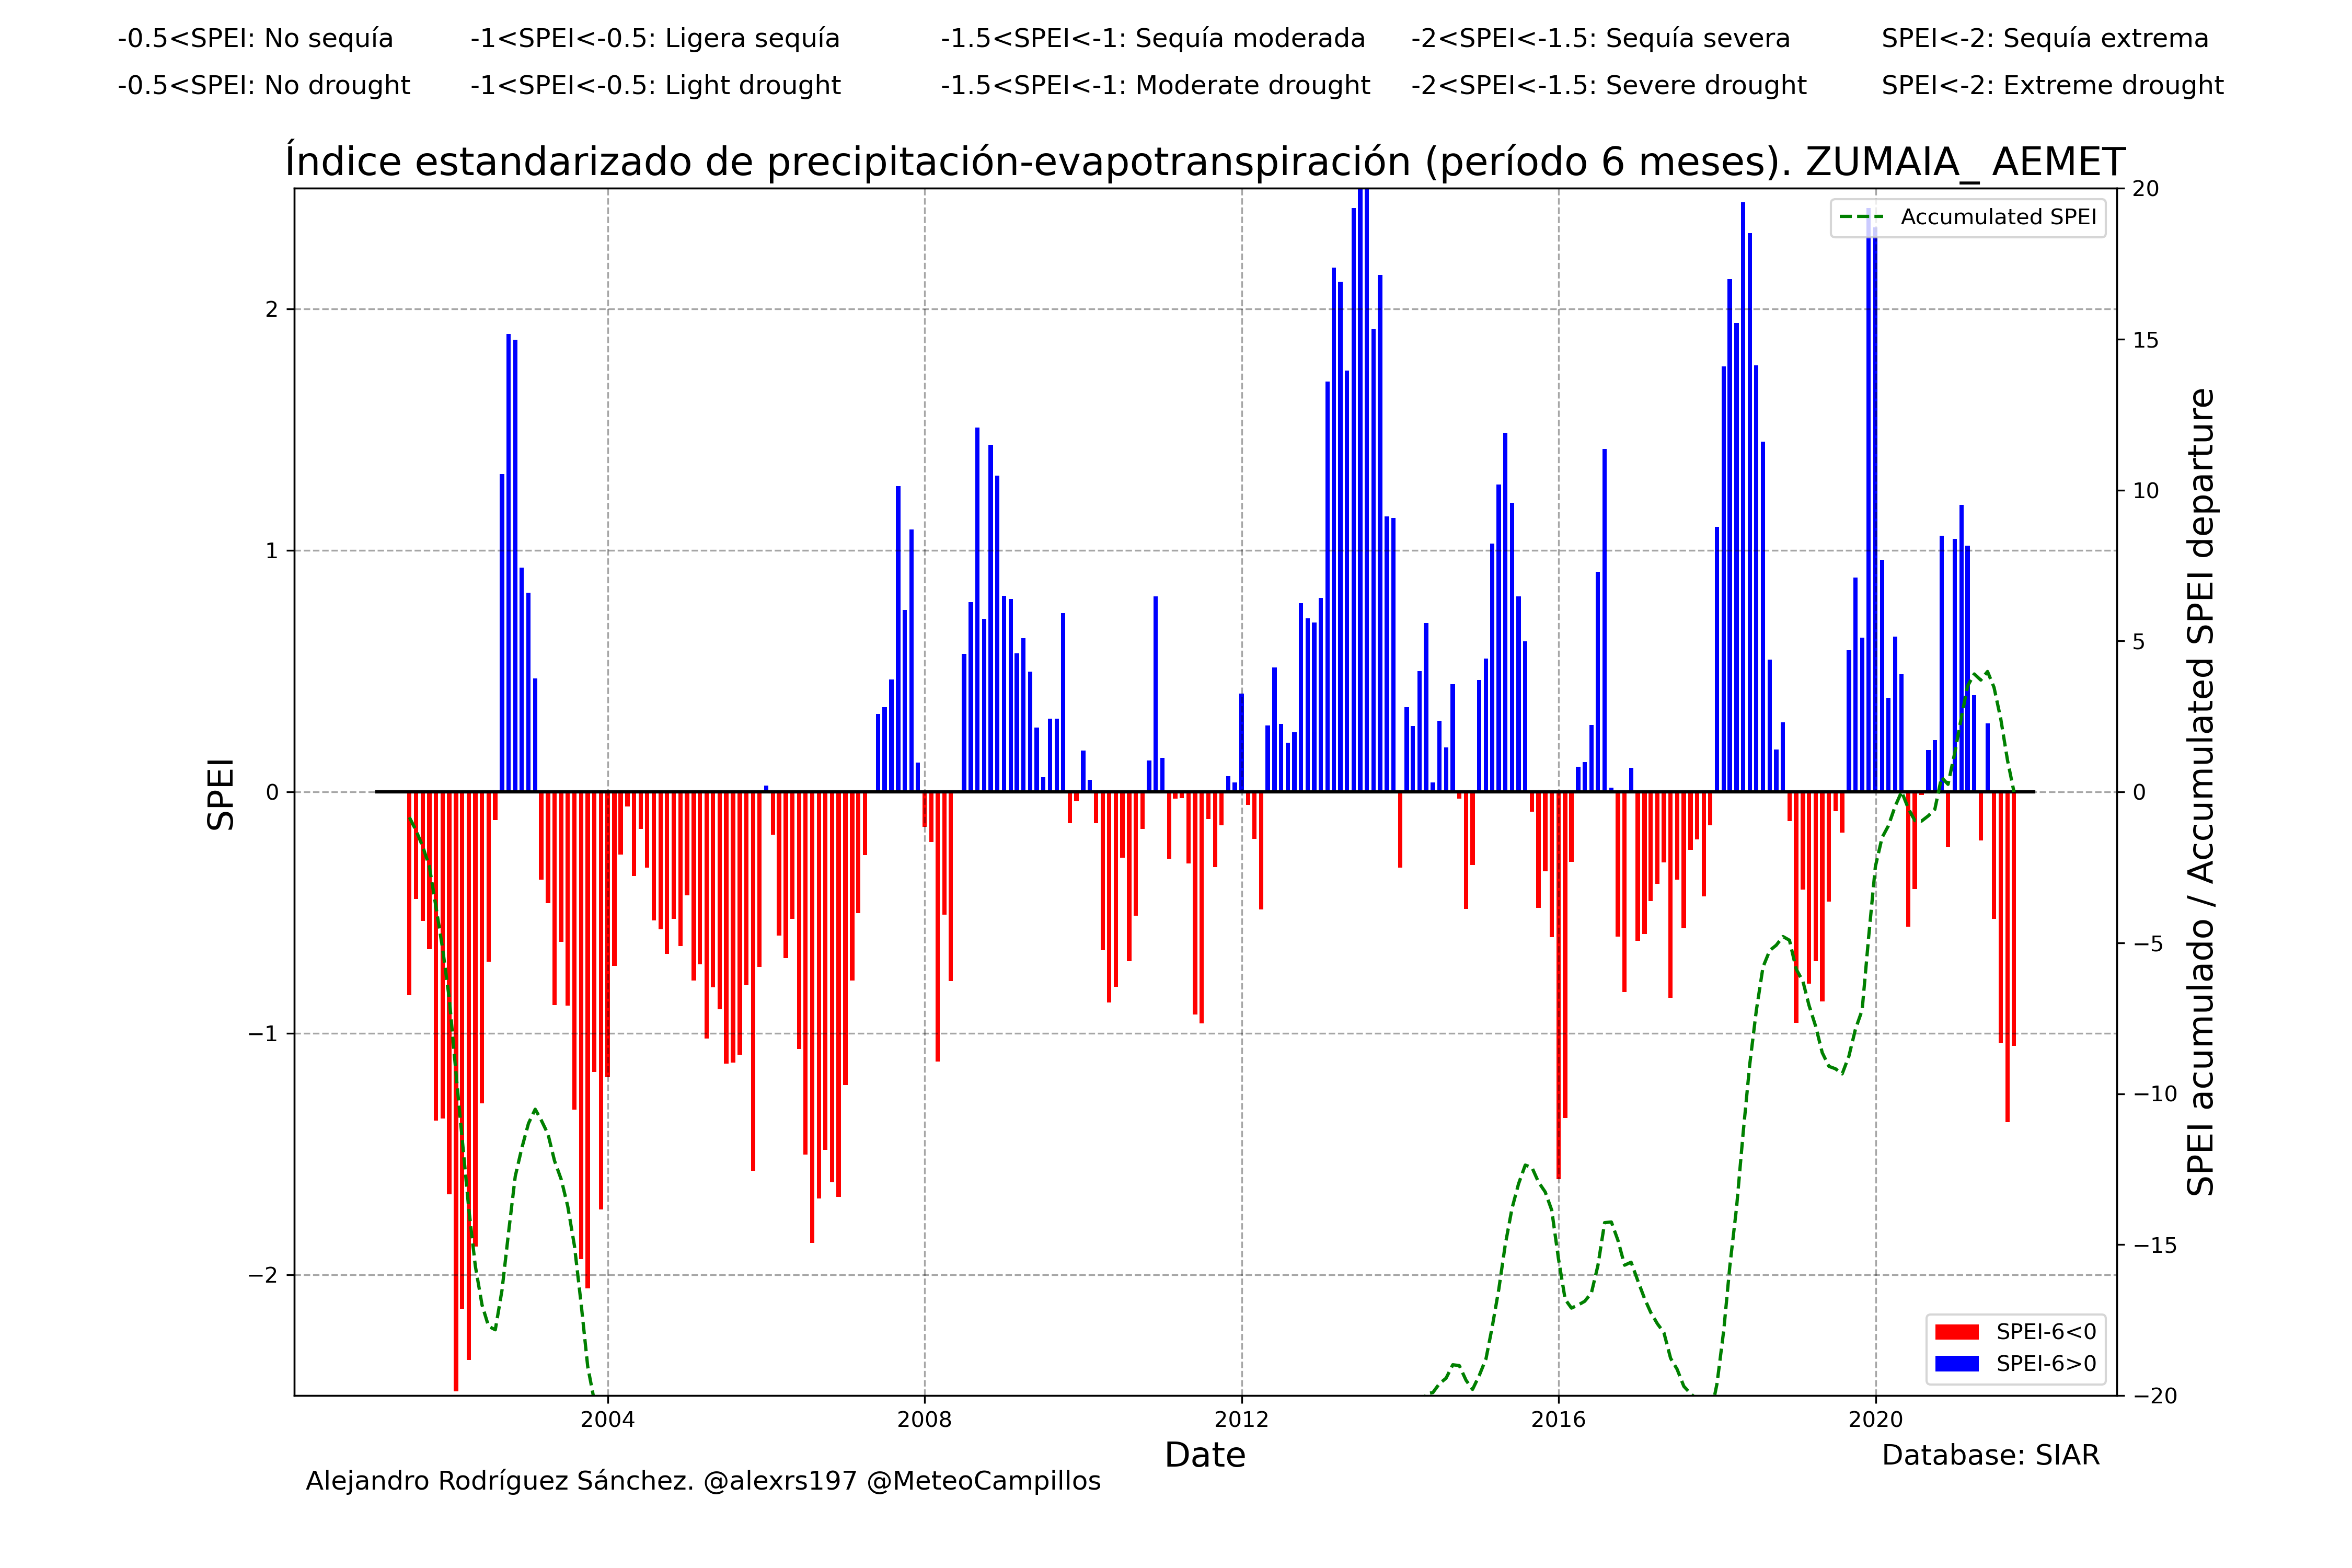 -0.5<SPEI: No sequía -1<SPEI<-0.5: Ligera sequía -1.5<SPEI<-1: Sequía moderada -2<SPEI<-1.5: Sequía severa SPEI<-2: Sequía extrema
-0.5<SPEI: No drought -1<SPEI<-0.5: Light drought -1.5<SPEI<-1: Moderate drought -2<SPEI<-1.5: Severe drought SPEI<-2: Extreme drought
Índice estandarizado de precipitación-evapotranspiración (período 6 meses). ZUMAIA_ AEMET
Accumulated SPEI
2
1
0
−1
−2
SPEI
20
15
10
5
0
−5
−10
−15
−20
SPEI acumulado / Accumulated SPEI departure
SPEI-6<0
SPEI-6>0
2004 2008 2012 2016 2020
Date
Database: SIAR
Alejandro Rodríguez Sánchez. @alexrs197 @MeteoCampillos